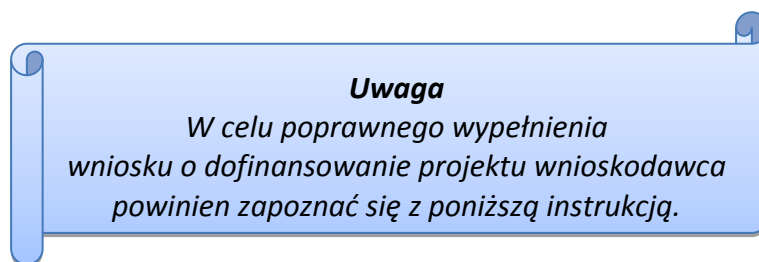 Uwaga
W celu poprawnego wypełnienia
wniosku o dofinansowanie projektu wnioskodawca
powinien zapoznać się z poniższą instrukcją.